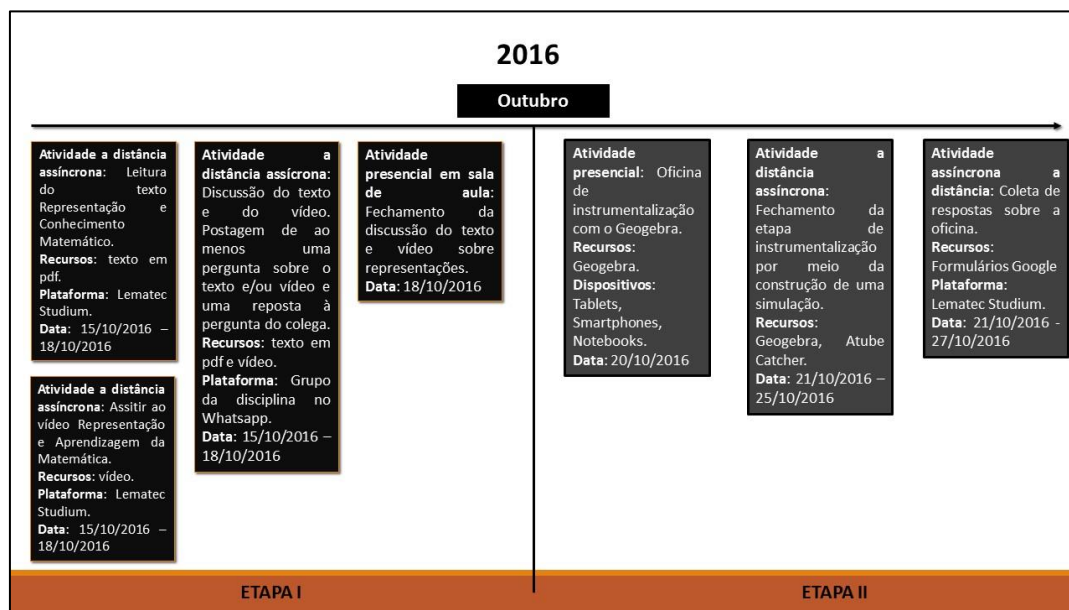 2016
Outubro
Atividade a distância
assíncrona: Leitura
do texto
Representação e
Conhecimento
Matemático.
Recursos: texto em
pdf.
Plataforma: Lematec
Studium.
Data: 15/10/2016 –
18/10/2016
Atividade a distância
assíncrona: Assitir ao
vídeo Representação
e Aprendizagem da
Matemática.
Recursos: vídeo.
Plataforma: Lematec
Studium.
Data: 15/10/2016 –
18/10/2016
Atividade a
distância assícrona:
Discussão do texto
e do vídeo.
Postagem de ao
menos uma
pergunta sobre o
texto e/ou vídeo e
uma reposta à
pergunta do colega.
Recursos: texto em
pdf e vídeo.
Plataforma: Grupo
da disciplina no
Whatsapp.
Data: 15/10/2016 –
18/10/2016
Atividade
presencial em sala
de aula:
Fechamento da
discussão do texto
e vídeo sobre
representações.
Data: 18/10/2016
Atividade
presencial: Oficina
de
instrumentalização
com o Geogebra.
Recursos:
Geogebra.
Dispositivos:
Tablets,
Smartphones,
Notebooks.
Data: 20/10/2016
Atividade a
distância
assíncrona:
Fechamento da
etapa de
instrumentalização
por meio da
construção de uma
simulação.
Recursos:
Geogebra, Atube
Catcher.
Data: 21/10/2016 –
25/10/2016
Atividade
assíncrona a
distância: Coleta de
respostas sobre a
oficina.
Recursos:
Formulários Google
Plataforma:
Lematec Studium.
Data: 21/10/2016 -
27/10/2016
ETAPA I
ETAPA II